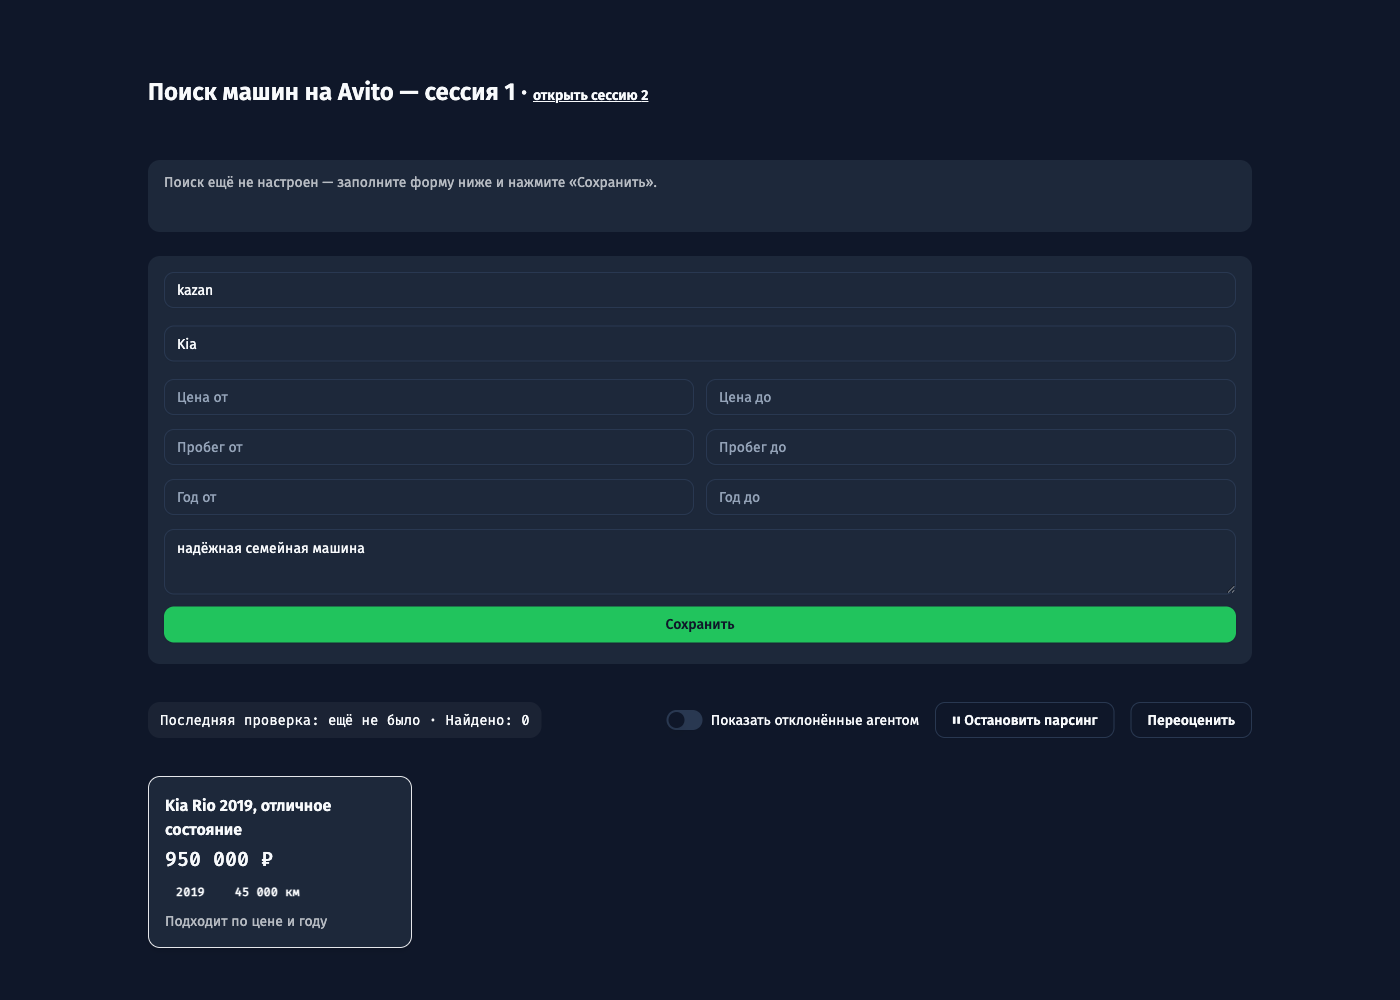 Поиск машин на Avito — сессия 1 · открыть сессию 2
Поиск ещё не настроен — заполните форму ниже и нажмите «Сохранить».
kazan
Kia
Цена от
Цена до
Пробег от
Пробег до
Год от
Год до
надёжная семейная машина
Сохранить
Последняя проверка: ещё не было · Найдено: 0
Показать отклонённые агентом
Остановить парсинг
Переоценить
Kia Rio 2019, отличное
состояние
950 000 ₽
2019 45 000 км
Подходит по цене и году